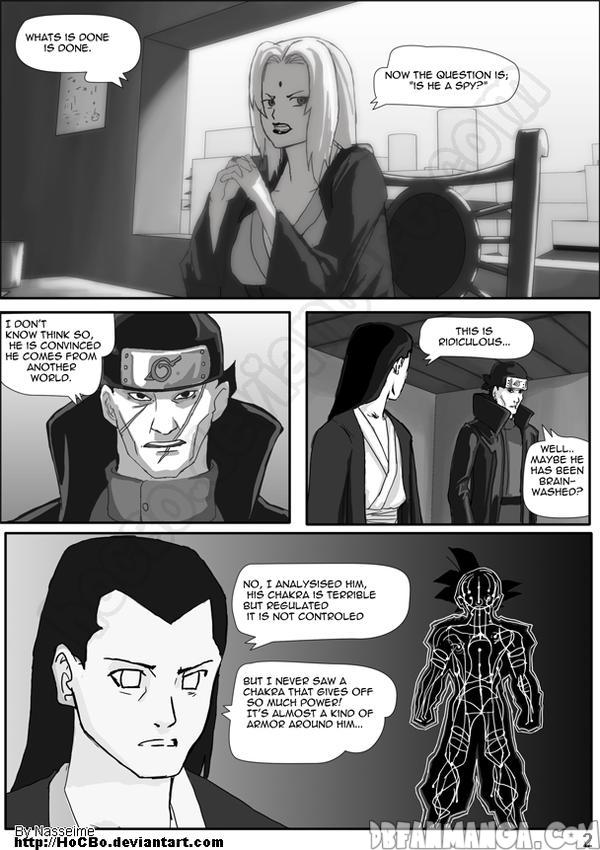 WHATS IS DONE
IS DONE.
NOW THE QUESTION IS;
"IS HE A SPY?"
I DON'T
KNOW THINK SO,
HE IS CONVINCED
HE COMES FROM
ANOTHER
WORLD.
THIS IS
RIDICULOUS...
WELL..
MAYBE HE
HAS BEEN
BRAIN-
WASHED?
NO, I ANALYSISED HIM,
HIS CHAKRA IS TERRIBLE
BUT REGULATED
IT IS NOT CONTROLED
BUT I NEVER SAW A
CHAKRA THAT GIVES OFF
SO MUCH POWER!
IT'S ALMOST A KIND OF
ARMOR AROUND HIM...
By Nasseime
http://HoCBo.deviantart.com
DBFANMANGA.COM
2